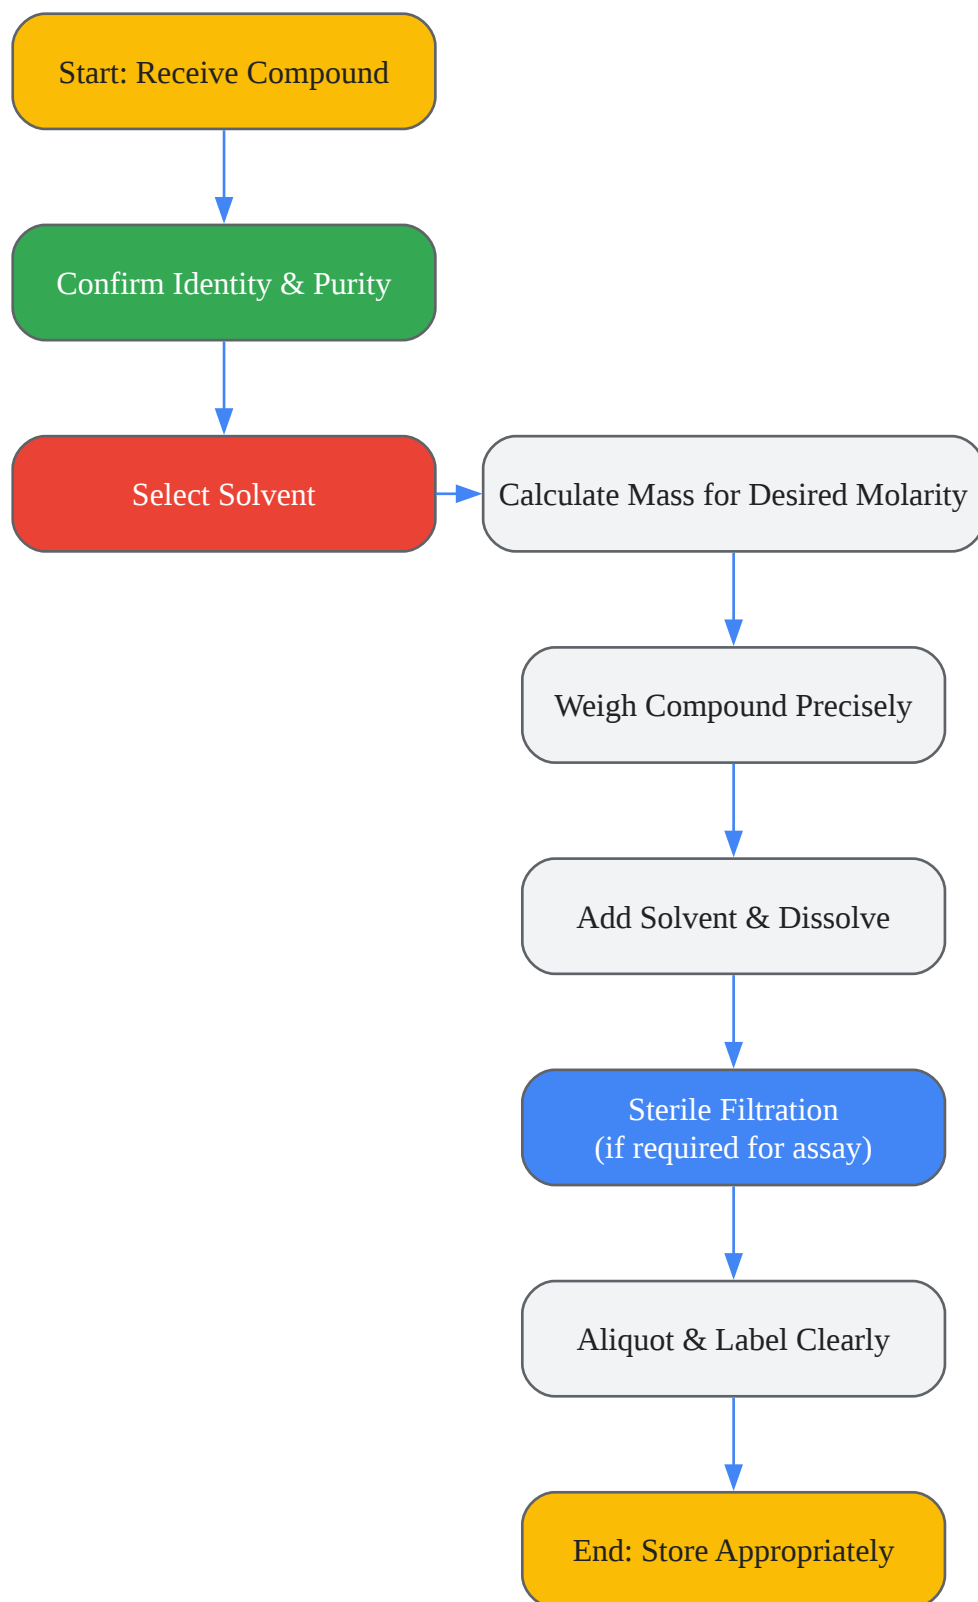 Start: Receive Compound
Confirm Identity & Purity
Select Solvent
Calculate Mass for Desired Molarity
Weigh Compound Precisely
Add Solvent & Dissolve
Sterile Filtration
(if required for assay)
Aliquot & Label Clearly
End: Store Appropriately